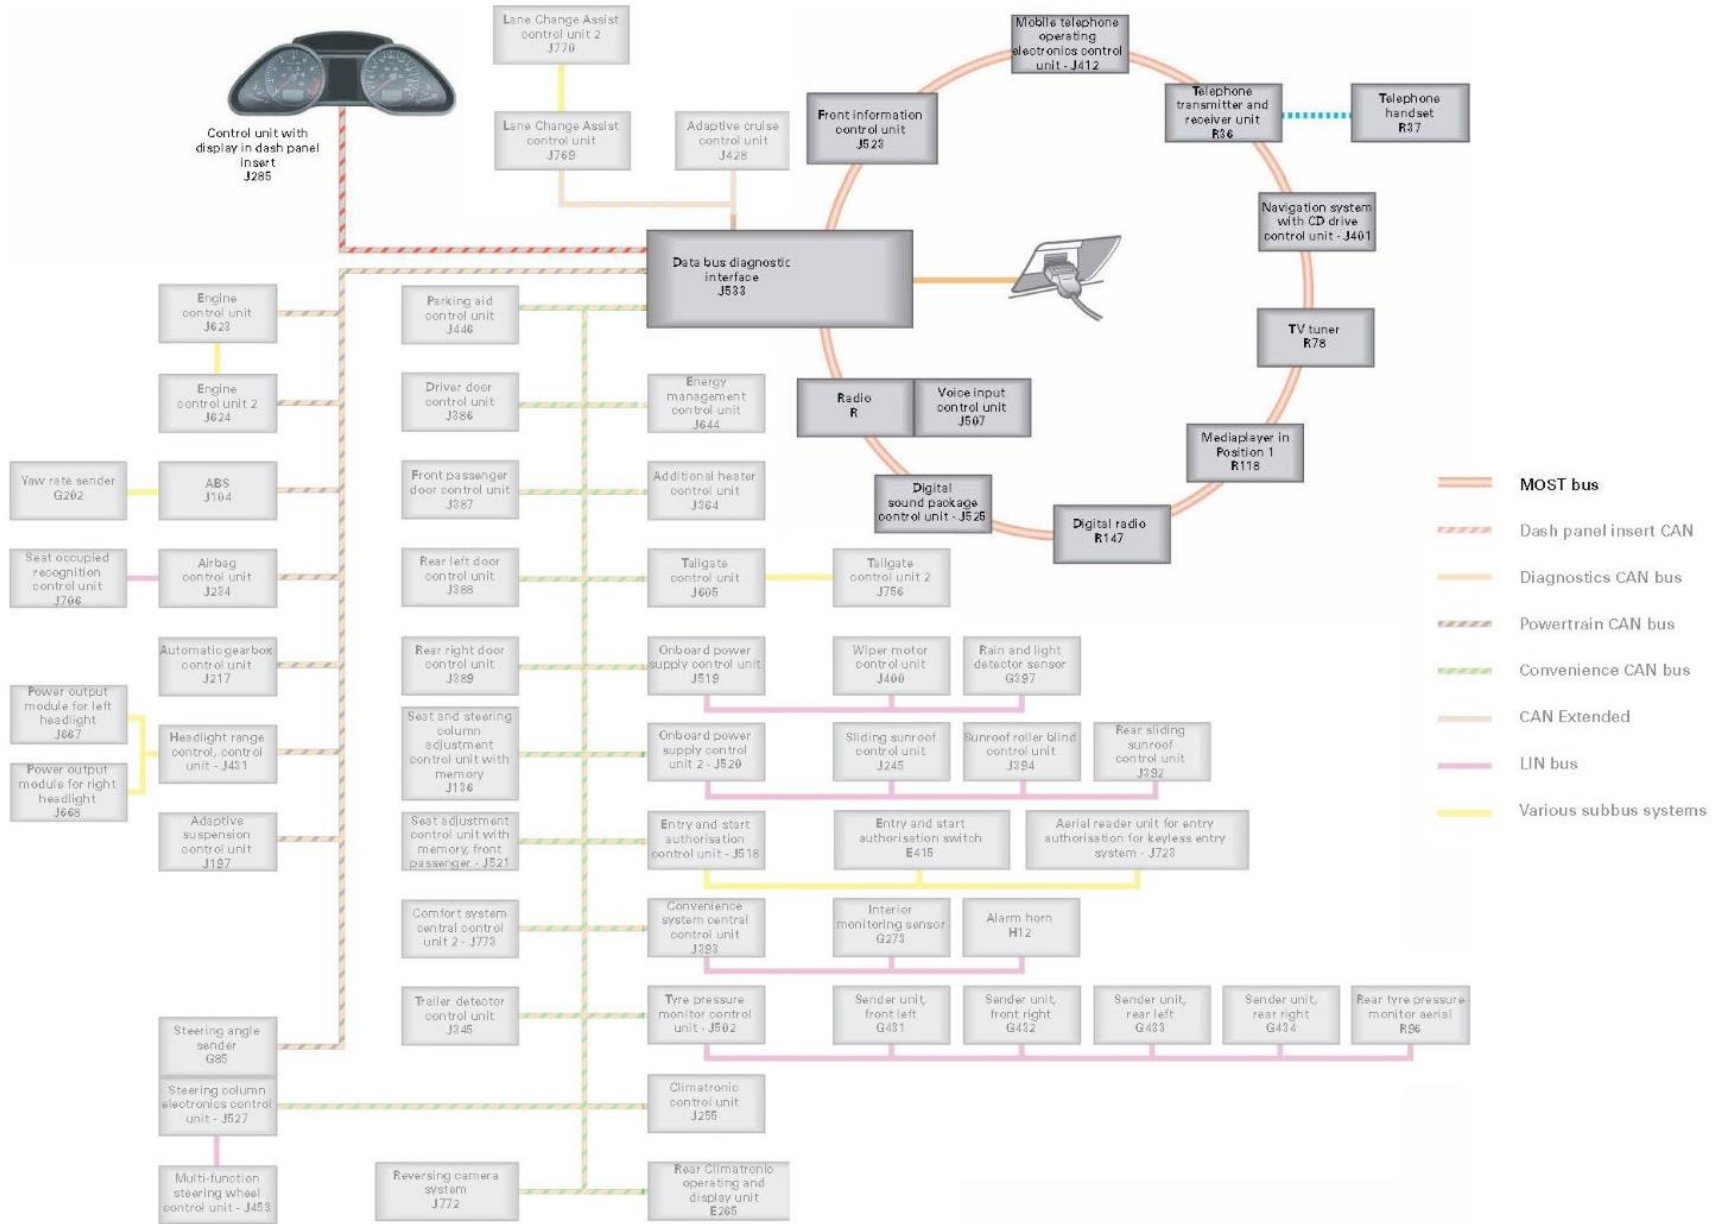 Lane Change Assist
control unit 2
J770
Control unit with
display in dash panel
insert
J285
Lane Change Assist
control unit
J769
Adaptive cruise
control unit
J428
Front information
control unit
J523
Mobile telephone
operating
electronics control
unit - J412
Telephone
transmitter and
receiver unit
R36
Telephone
handset
R37
Navigation system
with CD drive
control unit - J401
Data bus diagnostic
interface
J533
TV tuner
R78
Radio
R
Voice input
control unit
J507
Mediaplayer in
Position 1
R118
Digital
sound package
control unit - J525
Digital radio
R147
Engine
control unit
J623
Engine
control unit 2
J624
Yaw rate sender
G202
ABS
J104
Seat occupied
recognition
control unit
J706
Airbag
control unit
J234
Automatic gearbox
control unit
J217
Power output
module for left
headlight
J667
Headlight range
control, control
unit - J431
Power output
module for right
headlight
J668
Adaptive
suspension
control unit
J197
Steering angle
sender
G85
Steering column
electronics control
unit - J527
Multi-function
steering wheel
control unit - J453
Parking aid
control unit
J446
Driver door
control unit
J386
Front passenger
door control unit
J387
Rear left door
control unit
J388
Rear right door
control unit
J389
Seat and steering
column
adjustment
control unit with
memory
J136
Seat adjustment
control unit with
memory, front
passenger - J521
Comfort system
central control
unit 2 - J773
Trailer detector
control unit
J345
Reversing camera
system
J772
Energy
management
control unit
J644
Additional heater
control unit
J364
Tailgate
control unit
J605
Tailgate
control unit 2
J756
Onboard power
supply control unit
J519
Wiper motor
control unit
J400
Rain and light
detector sensor
G397
Onboard power
supply control
unit 2 - J520
Sliding sunroof
control unit
J245
Sunroof roller blind
control unit
J394
Rear sliding
sunroof
control unit
J392
Entry and start
authorisation
control unit - J518
Entry and start
authorisation switch
E415
Aerial reader unit for entry
authorisation for keyless entry
system - J723
Convenience
system central
control unit
J393
Interior
monitoring sensor
G273
Alarm horn
H12
Tyre pressure
monitor control
unit - J502
Sender unit,
front left
G431
Sender unit,
front right
G432
Sender unit,
rear left
G433
Sender unit,
rear right
G434
Rear tyre pressure
monitor aerial
R96
Climatronic
control unit
J255
Rear Climatronic
operating and
display unit
E265
MOST bus
Dash panel insert CAN
Diagnostics CAN bus
Powertrain CAN bus
Convenience CAN bus
CAN Extended
LIN bus
Various subbus systems